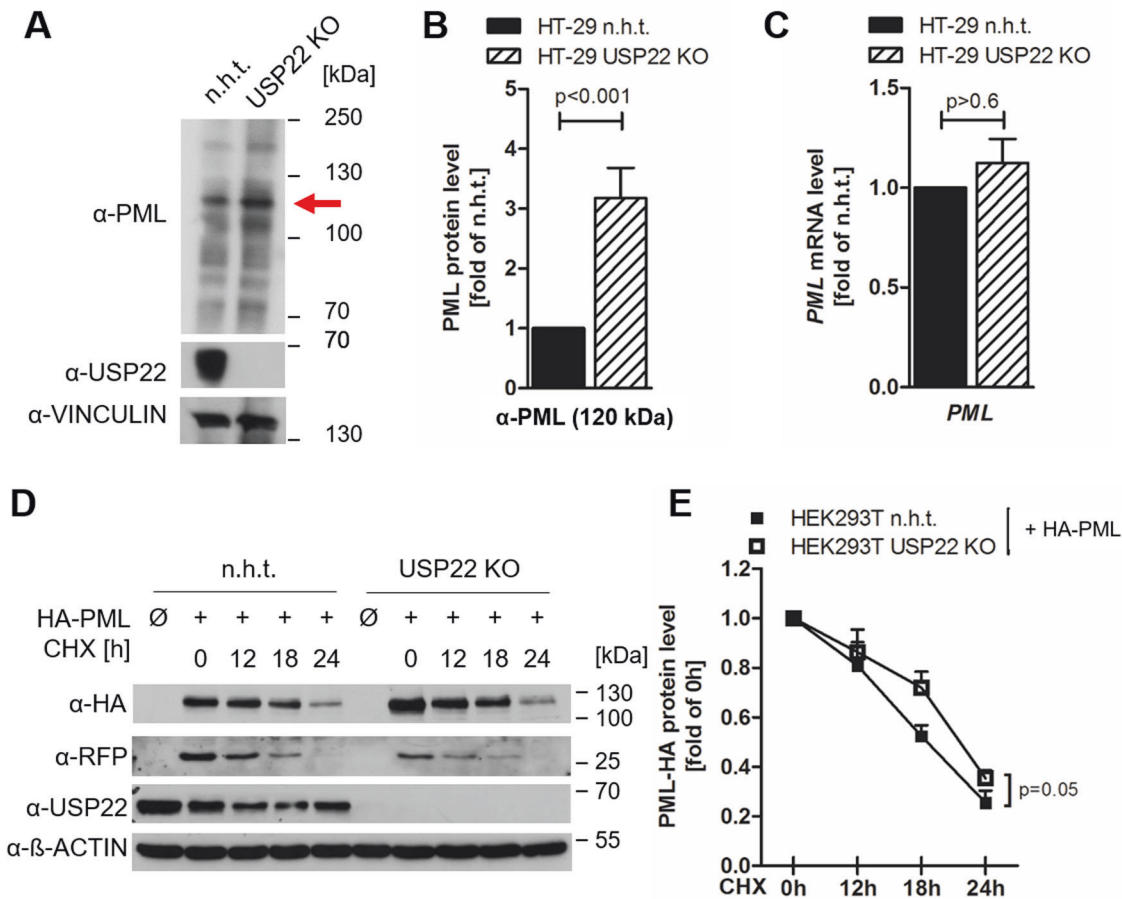 A
n.h.t.
USP22 KO
[kDa]
250
130
α-PML
100
70
70
α-USP22
α-VINCULIN
130
B
HT-29 n.h.t.
HT-29 USP22 KO
p<0.001
5
4
3
2
1
0
PML protein level
[fold of n.h.t.]
α-PML (120 kDa)
C
HT-29 n.h.t.
HT-29 USP22 KO
p>0.6
1.5
1.0
0.5
0.0
PML mRNA level
[fold of n.h.t.]
PML
D
n.h.t. USP22 KO
HA-PML Ø + + + + Ø + + + +
CHX [h] 0 12 18 24 0 12 18 24 [kDa]
α-HA 130
100
α-RFP 25
α-USP22 70
α-ß-ACTIN 55
E
HEK293T n.h.t.
HEK293T USP22 KO
+ HA-PML
1.2
1.0
0.8
0.6
0.4
0.2
0
PML-HA protein level
[fold of 0h]
p=0.05
CHX 0h 12h 18h 24h